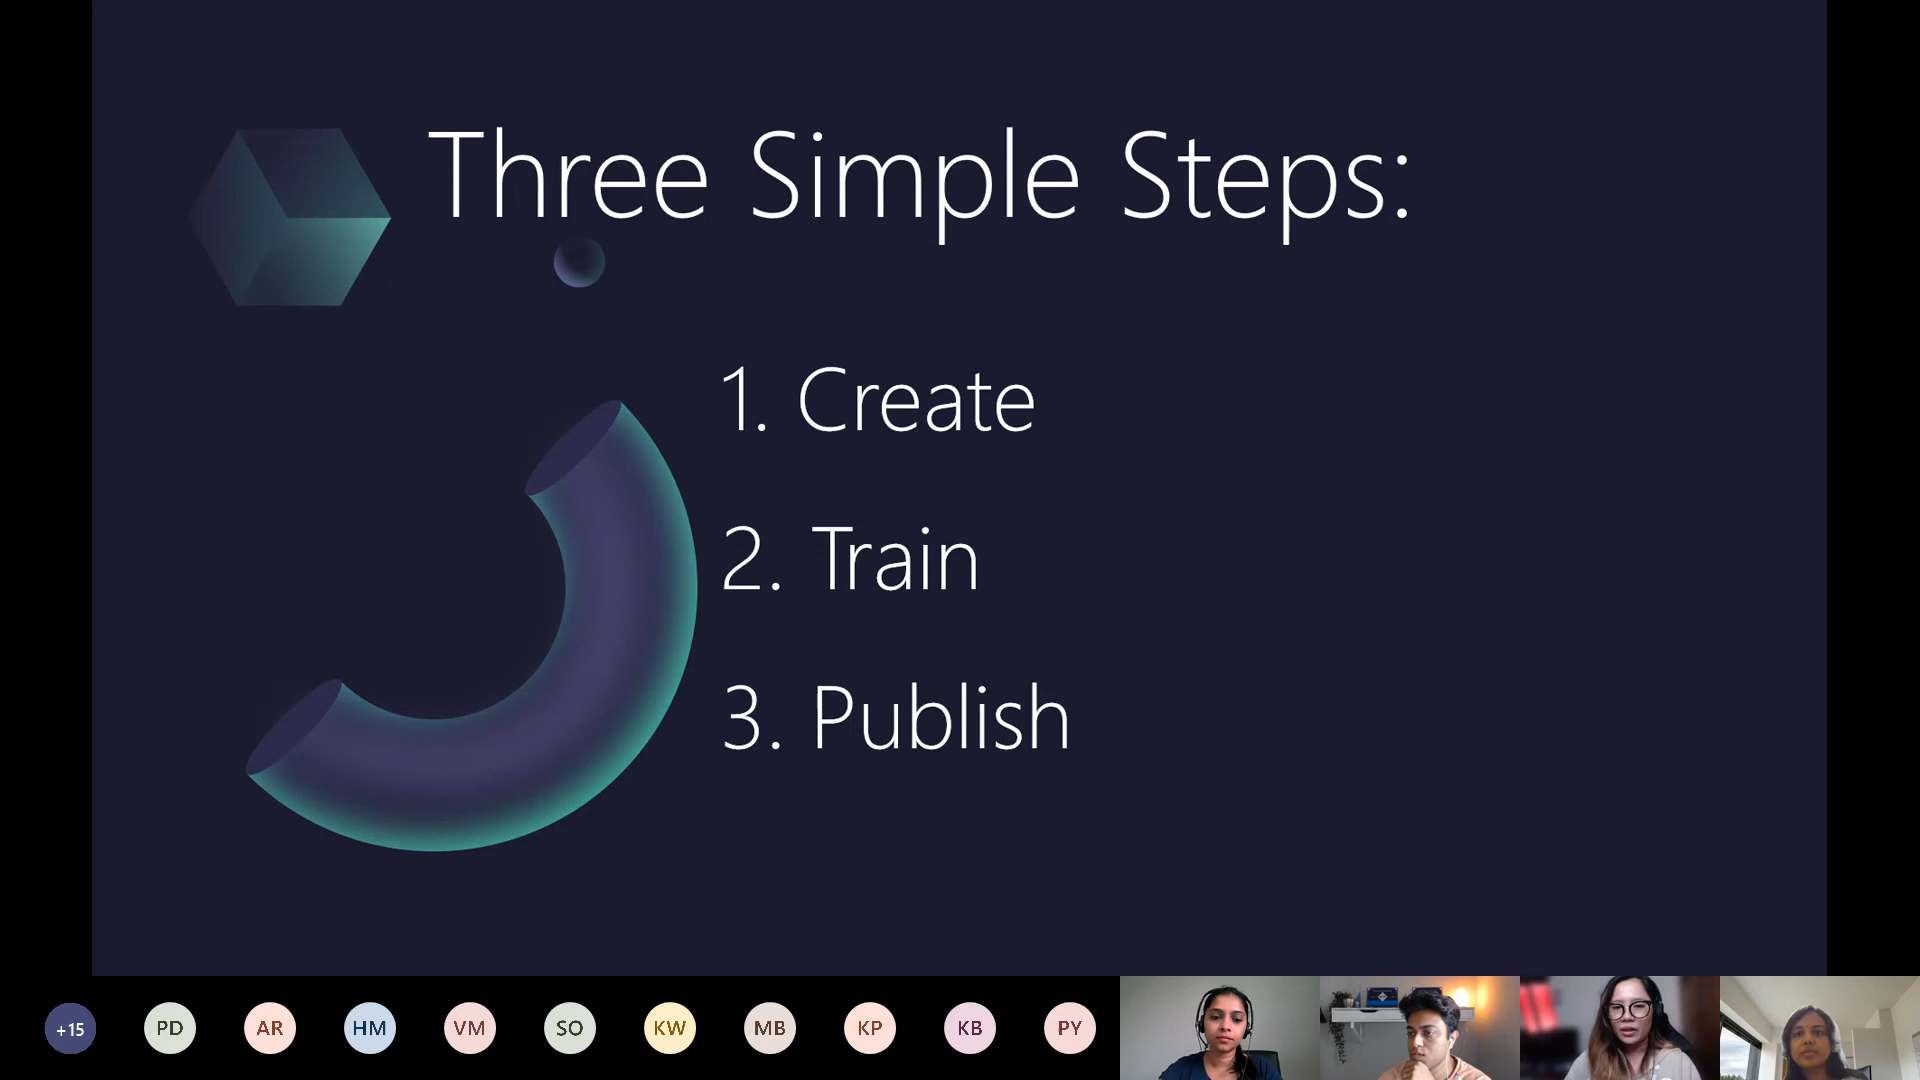 Three Simple Steps:
1. Create
2. Train
3. Publish
+15
PD
AR
HM
VM
SO
KW
MB
KP
KB
PY